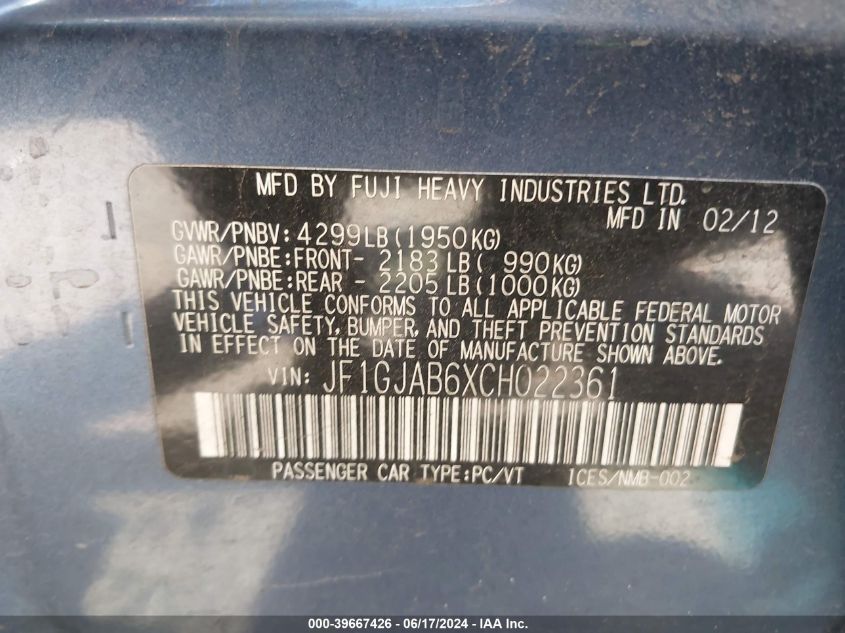 MFD BY FUJI HEAVY INDUSTRIES LTD.
MFD IN 02/12
GVWR/PNBV: 4299LB(1950KG)
GAWR/PNBE:FRONT- 2183 LB( 990KG)
GAWR/PNBE:REAR - 2205 LB(1000KG)
THIS VEHICLE CONFORMS TO ALL APPLICABLE FEDERAL MOTOR
VEHICLE SAFETY, BUMPER, AND THEFT PREVENTION STANDARDS
IN EFFECT ON THE DATE OF MANUFACTURE SHOWN ABOVE.
VIN: JF1GJAB6XCH022361
PASSENGER CAR TYPE:PC/VT ICES/NMB-002
000-39667426 - 06/17/2024 - IAA Inc.